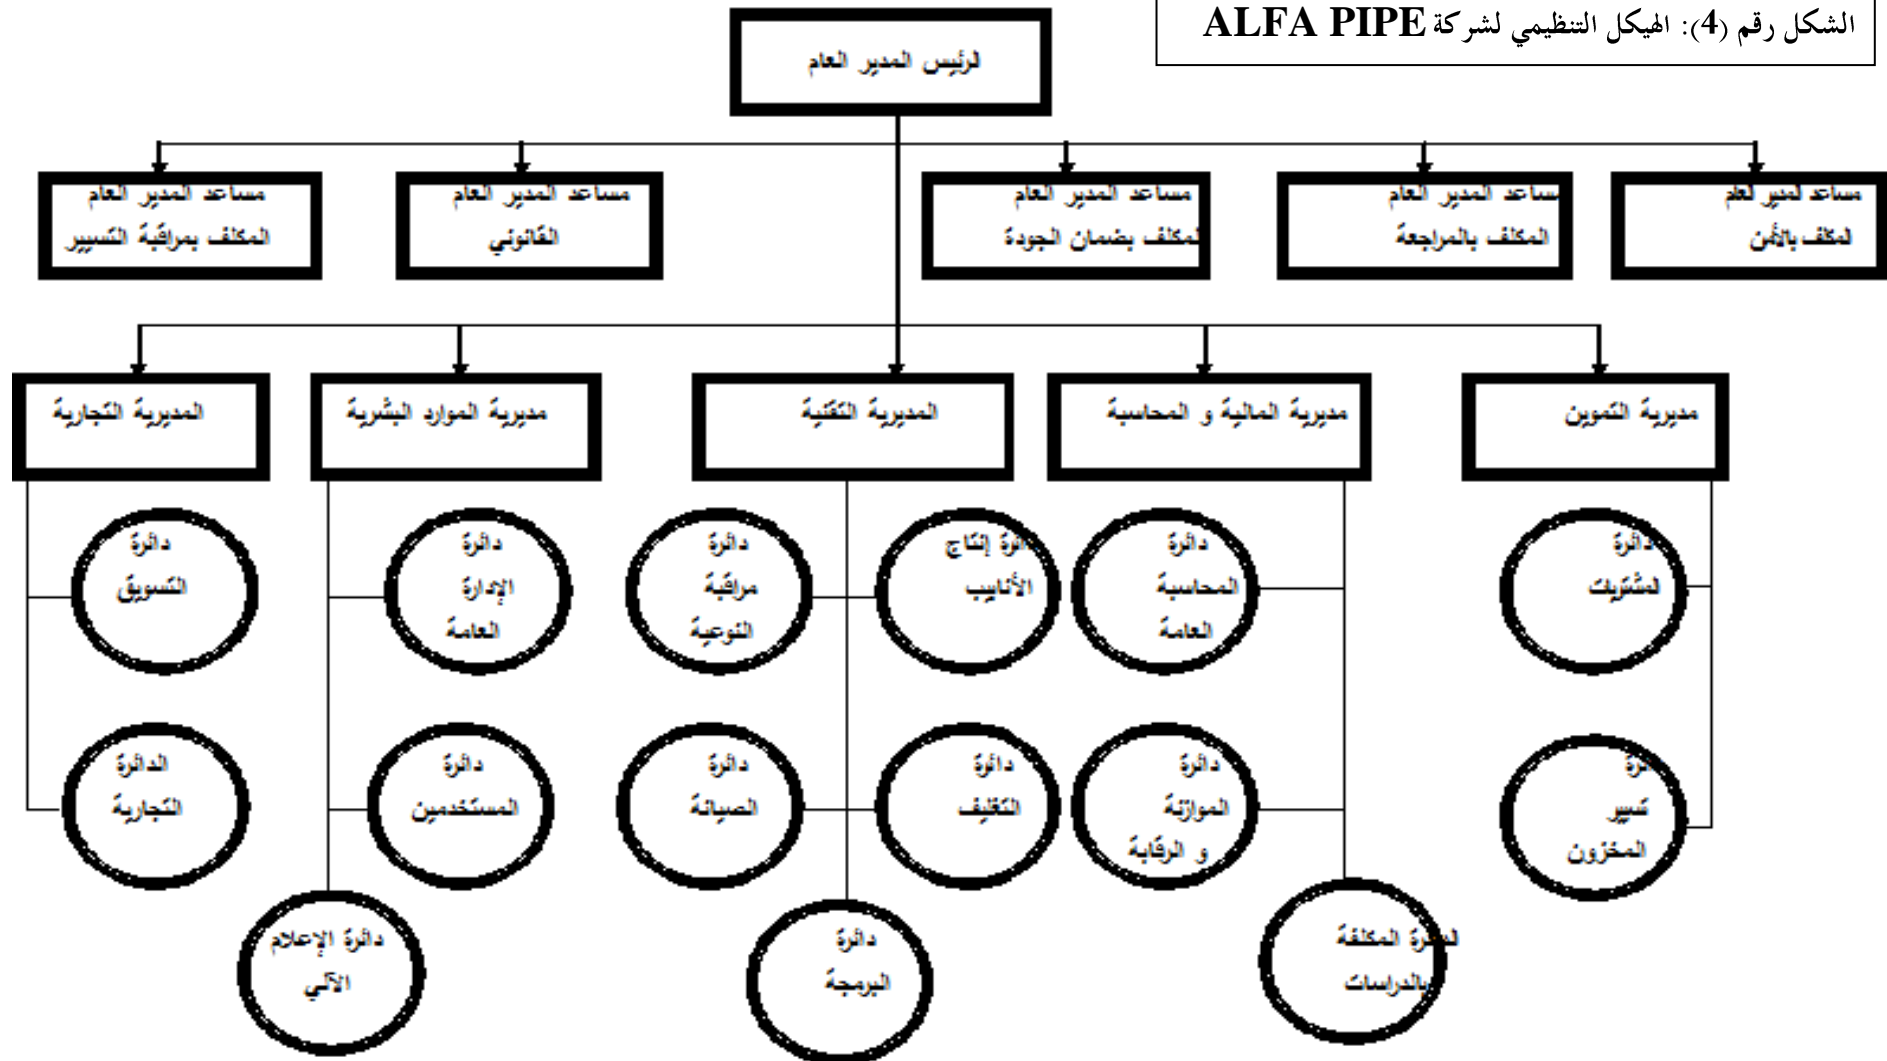 الشكل رقم (4): الهيكل التنظيمي لشركة ALFA PIPE
الرئيس المدير العام
مساعد المدير العام
المكلف بالأمن
مساعد المدير العام
المكلف بالمراجعة
مساعد المدير العام
المكلف بضمان الجودة
مساعد المدير العام
القانوني
مساعد المدير العام
المكلف بمراقبة التسيير
مديرية التموين
مديرية المالية و المحاسبة
المديرية التقنية
مديرية الموارد البشرية
المديرية التجارية
دائرة
المشتريات
دائرة
المحاسبة
العامة
دائرة إنتاج
الأنابيب
دائرة
مراقبة
النوعية
دائرة
الإدارة
العامة
دائرة
التسويق
دائرة
تسيير
المخزون
دائرة
الموازنة
و الرقابة
دائرة
التغليف
دائرة
الصيانة
دائرة
المستخدمين
الدائرة
التجارية
الدائرة المكلفة
بالدراسات
دائرة
البرمجة
دائرة الإعلام
الآلي